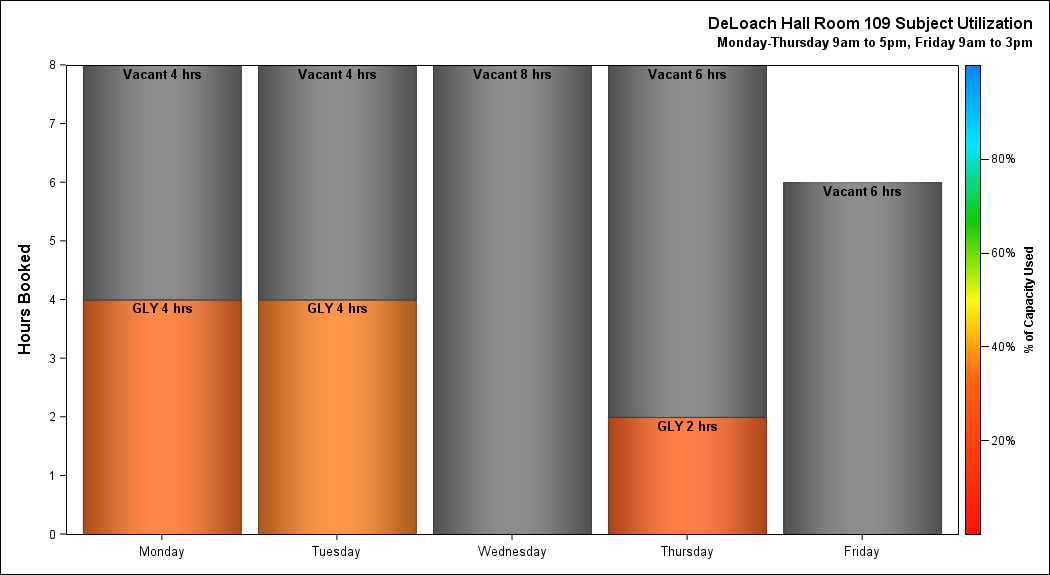 DeLoach Hall Room 109 Subject Utilization
Monday-Thursday 9am to 5pm, Friday 9am to 3pm
Hours Booked
8
7
6
5
4
3
2
1
0
Vacant 4 hrs
GLY 4 hrs
Vacant 4 hrs
GLY 4 hrs
Vacant 8 hrs
Vacant 6 hrs
GLY 2 hrs
Vacant 6 hrs
Monday
Tuesday
Wednesday
Thursday
Friday
80%
60%
40%
20%
% of Capacity Used